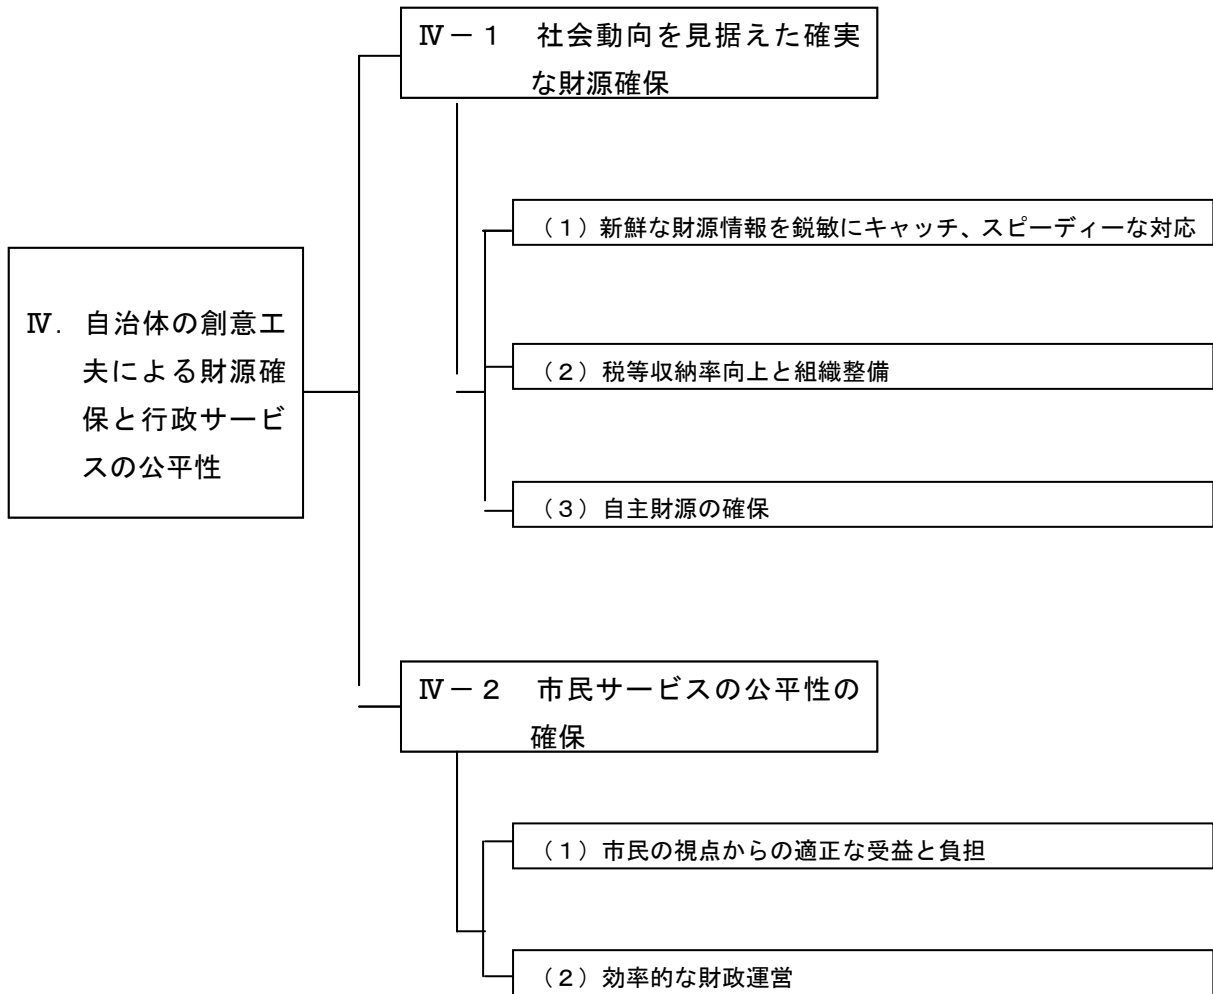 Ⅳ－１　社会動向を見据えた確実
な財源確保
（１）新鮮な財源情報を鋭敏にキャッチ、スピーディーな対応
Ⅳ．自治体の創意工
夫による財源確
保と行政サービ
スの公平性
（２）税等収納率向上と組織整備
（３）自主財源の確保
Ⅳ－２　市民サービスの公平性の
確保
（１）市民の視点からの適正な受益と負担
（２）効率的な財政運営